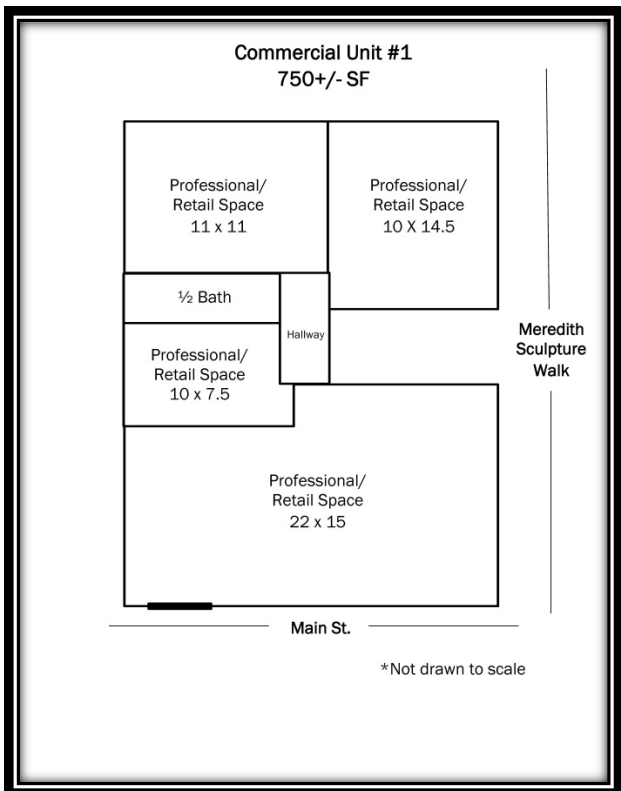 Commercial Unit #1
750+/- SF
Professional/
Retail Space
11 x 11
Professional/
Retail Space
10 X 14.5
½ Bath
Hallway
Professional/
Retail Space
10 x 7.5
Meredith
Sculpture
Walk
Professional/
Retail Space
22 x 15
Main St.
*Not drawn to scale